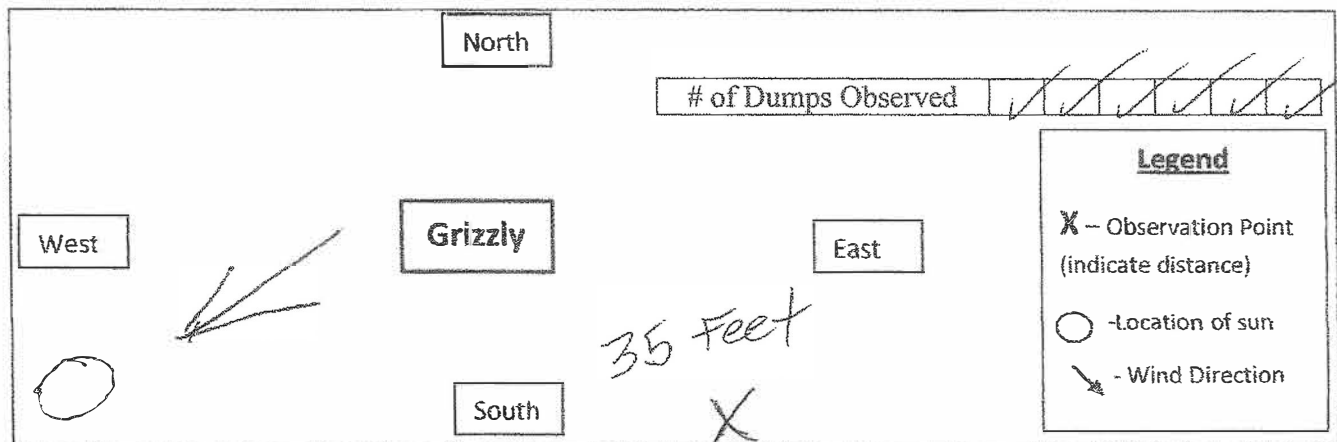 North
# of Dumps Observed ✓ ✓ ✓ ✓ ✓ ✓
Legend
X – Observation Point
(indicate distance)
-Location of sun
- Wind Direction
West
Grizzly
East
35 Feet
X
South